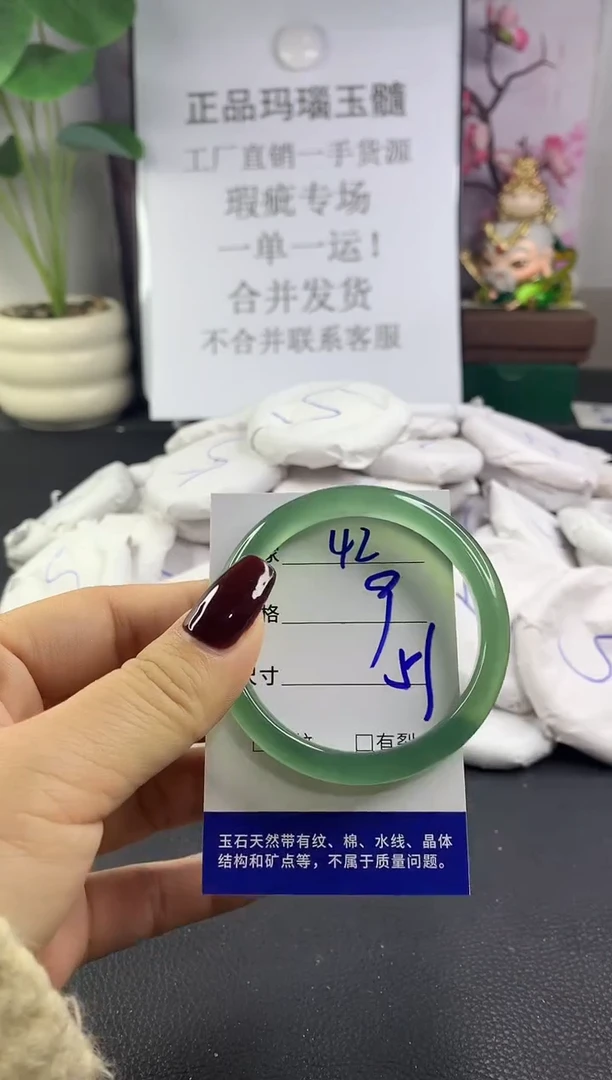 正品玛瑙玉髓
工厂直销一手货源
瑕疵专场
一单一运！
合并发货
不合并联系客服
42
格 9
尺寸 51
□有裂
玉石天然带有纹、棉、水线、晶体
结构和矿点等，不属于质量问题。